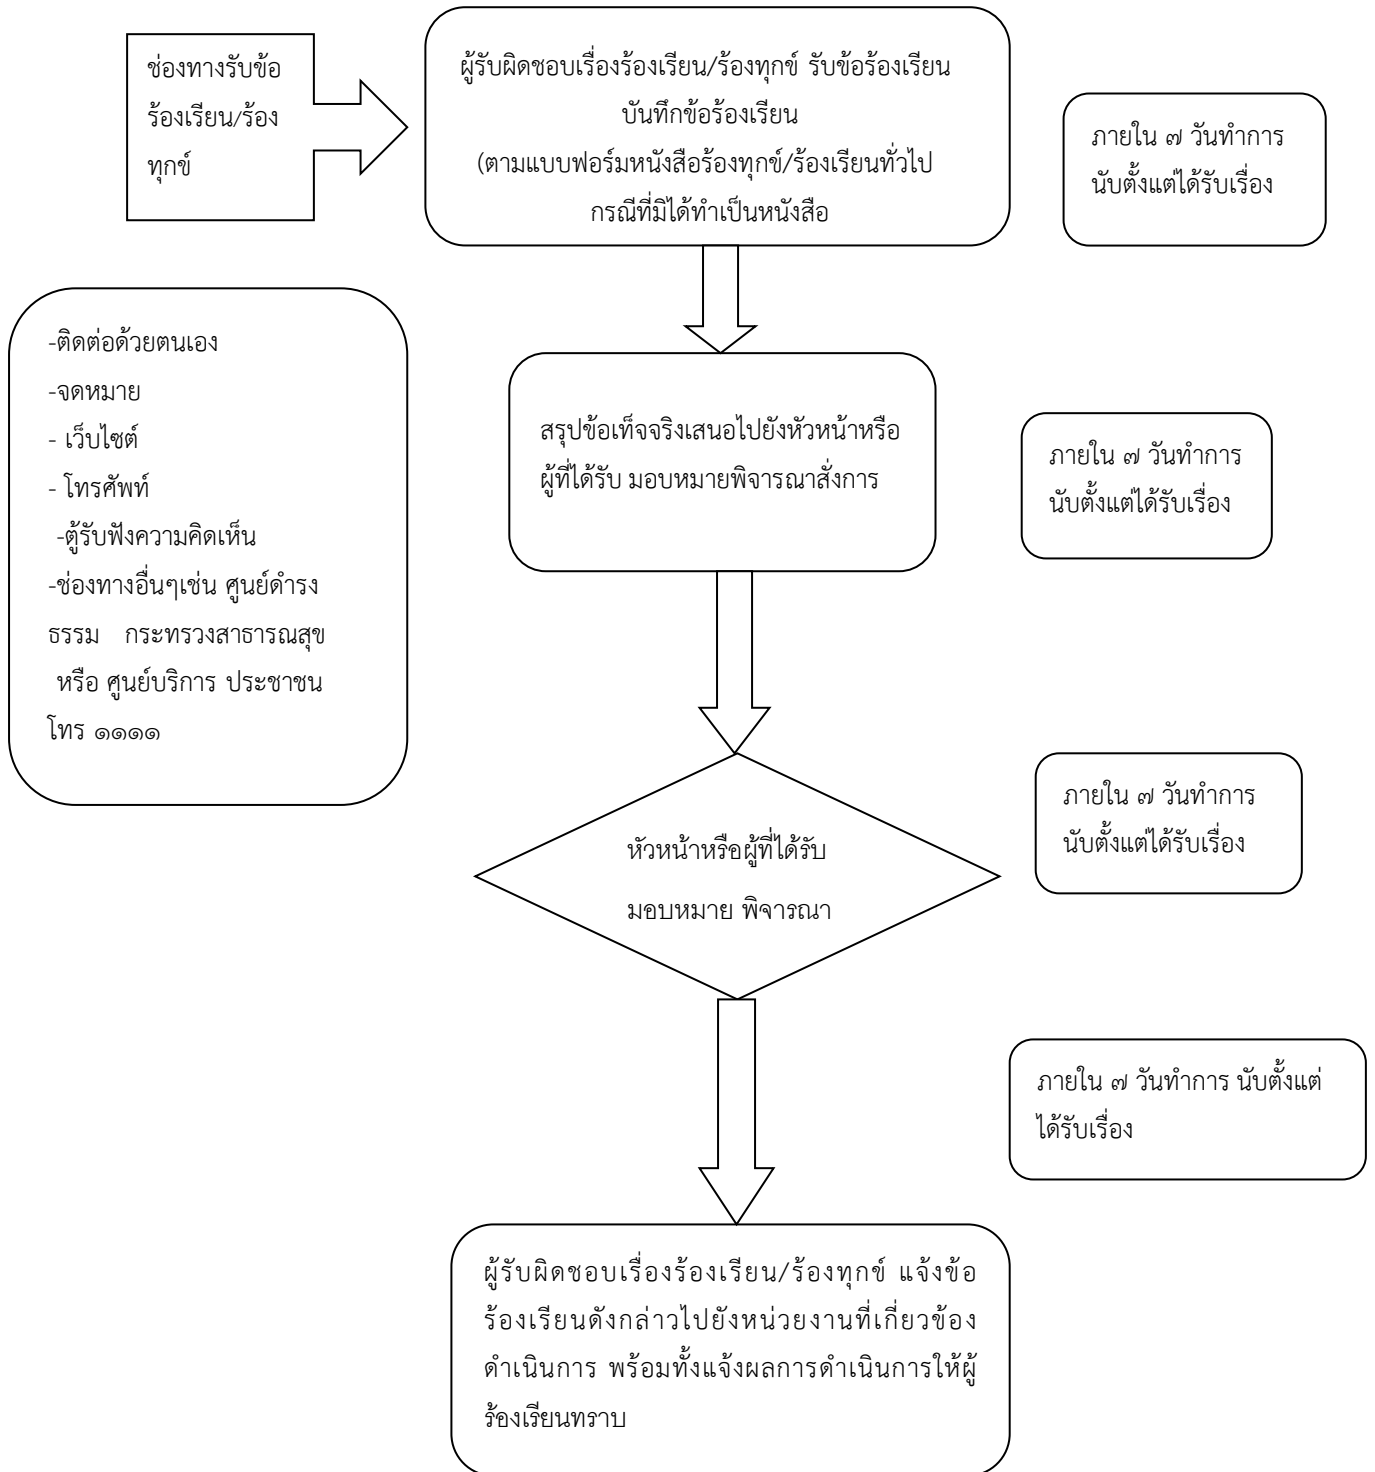 ช่องทางรับข้อ
ร้องเรียน/ร้อง
ทุกข์
ผู้รับผิดชอบเรื่องร้องเรียน/ร้องทุกข์ รับข้อร้องเรียน
บันทึกข้อร้องเรียน
(ตามแบบฟอร์มหนังสือร้องทุกข์/ร้องเรียนทั่วไป
กรณีที่มิได้ทำเป็นหนังสือ
ภายใน ๗ วันทำการ
นับตั้งแต่ได้รับเรื่อง
-ติดต่อด้วยตนเอง
-จดหมาย
- เว็บไซต์
- โทรศัพท์
-ตู้รับฟังความคิดเห็น
-ช่องทางอื่นๆเช่น ศูนย์ดำรง
ธรรม กระทรวงสาธารณสุข
หรือ ศูนย์บริการ ประชาชน
โทร ๑๑๑๑
สรุปข้อเท็จจริงเสนอไปยังหัวหน้าหรือ
ผู้ที่ได้รับ มอบหมายพิจารณาสั่งการ
ภายใน ๗ วันทำการ
นับตั้งแต่ได้รับเรื่อง
หัวหน้าหรือผู้ที่ได้รับ
มอบหมาย พิจารณา
ภายใน ๗ วันทำการ
นับตั้งแต่ได้รับเรื่อง
ภายใน ๗ วันทำการ นับตั้งแต่
ได้รับเรื่อง
ผู้รับผิดชอบเรื่องร้องเรียน/ร้องทุกข์ แจ้งข้อ
ร้องเรียนดังกล่าวไปยังหน่วยงานที่เกี่ยวข้อง
ดำเนินการ พร้อมทั้งแจ้งผลการดำเนินการให้ผู้
ร้องเรียนทราบ